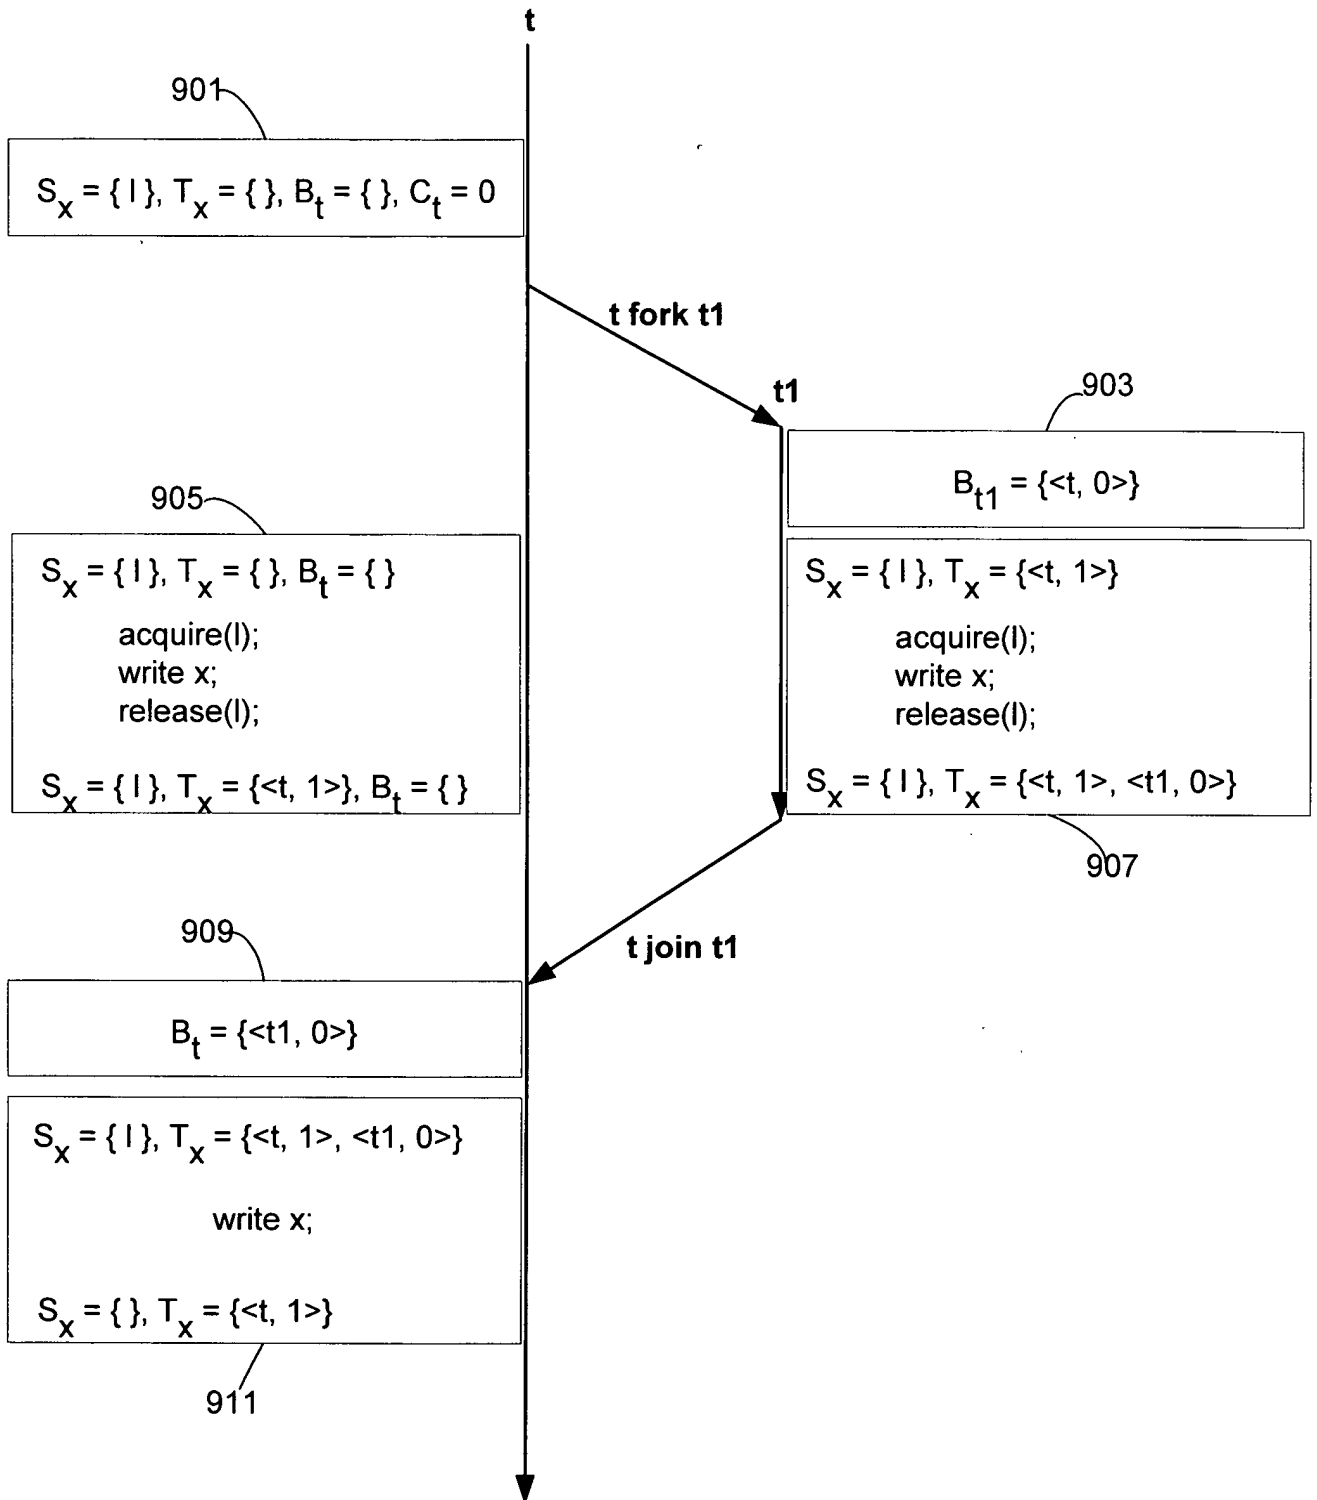 t
901
Sx = { l }, Tx = { }, Bt = { }, Ct = 0
t fork t1
t1
903
Bt1 = {<t, 0>}
905
Sx = { l }, Tx = { }, Bt = { }
acquire(l);
write x;
release(l);
Sx = { l }, Tx = {<t, 1>}, Bt = { }
Sx = { l }, Tx = {<t, 1>}
acquire(l);
write x;
release(l);
Sx = { l }, Tx = {<t, 1>, <t1, 0>}
907
t join t1
909
Bt = {<t1, 0>}
Sx = { l }, Tx = {<t, 1>, <t1, 0>}
write x;
Sx = { }, Tx = {<t, 1>}
911